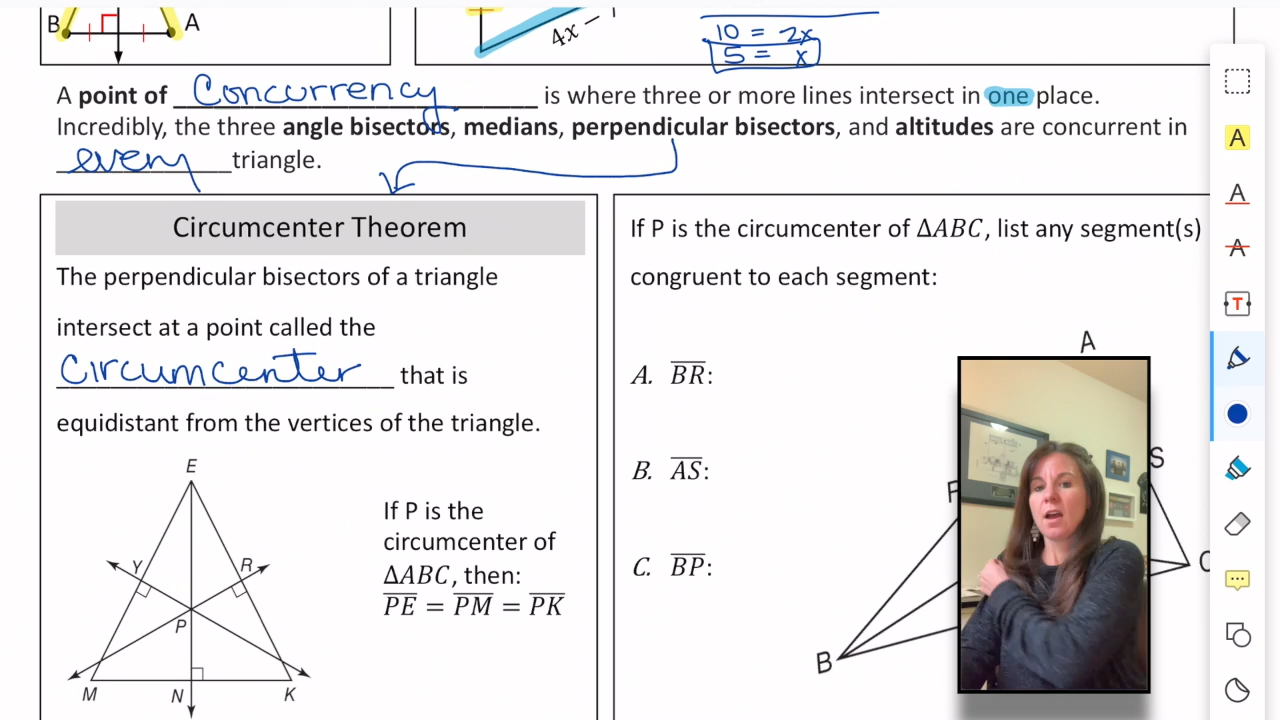 B A
4x –
10 = 2x
5 = x
A point of Concurrency is where three or more lines intersect in one place.
Incredibly, the three angle bisectors, medians, perpendicular bisectors, and altitudes are concurrent in
every triangle.
Circumcenter Theorem
The perpendicular bisectors of a triangle
intersect at a point called the
Circumcenter that is
equidistant from the vertices of the triangle.
E
Y R
P
M N K
If P is the
circumcenter of
ΔABC, then:
PE = PM = PK
If P is the circumcenter of ΔABC, list any segment(s)
congruent to each segment:
A. BR:
B. AS:
C. BP:
A
S
B
A
A
A
T